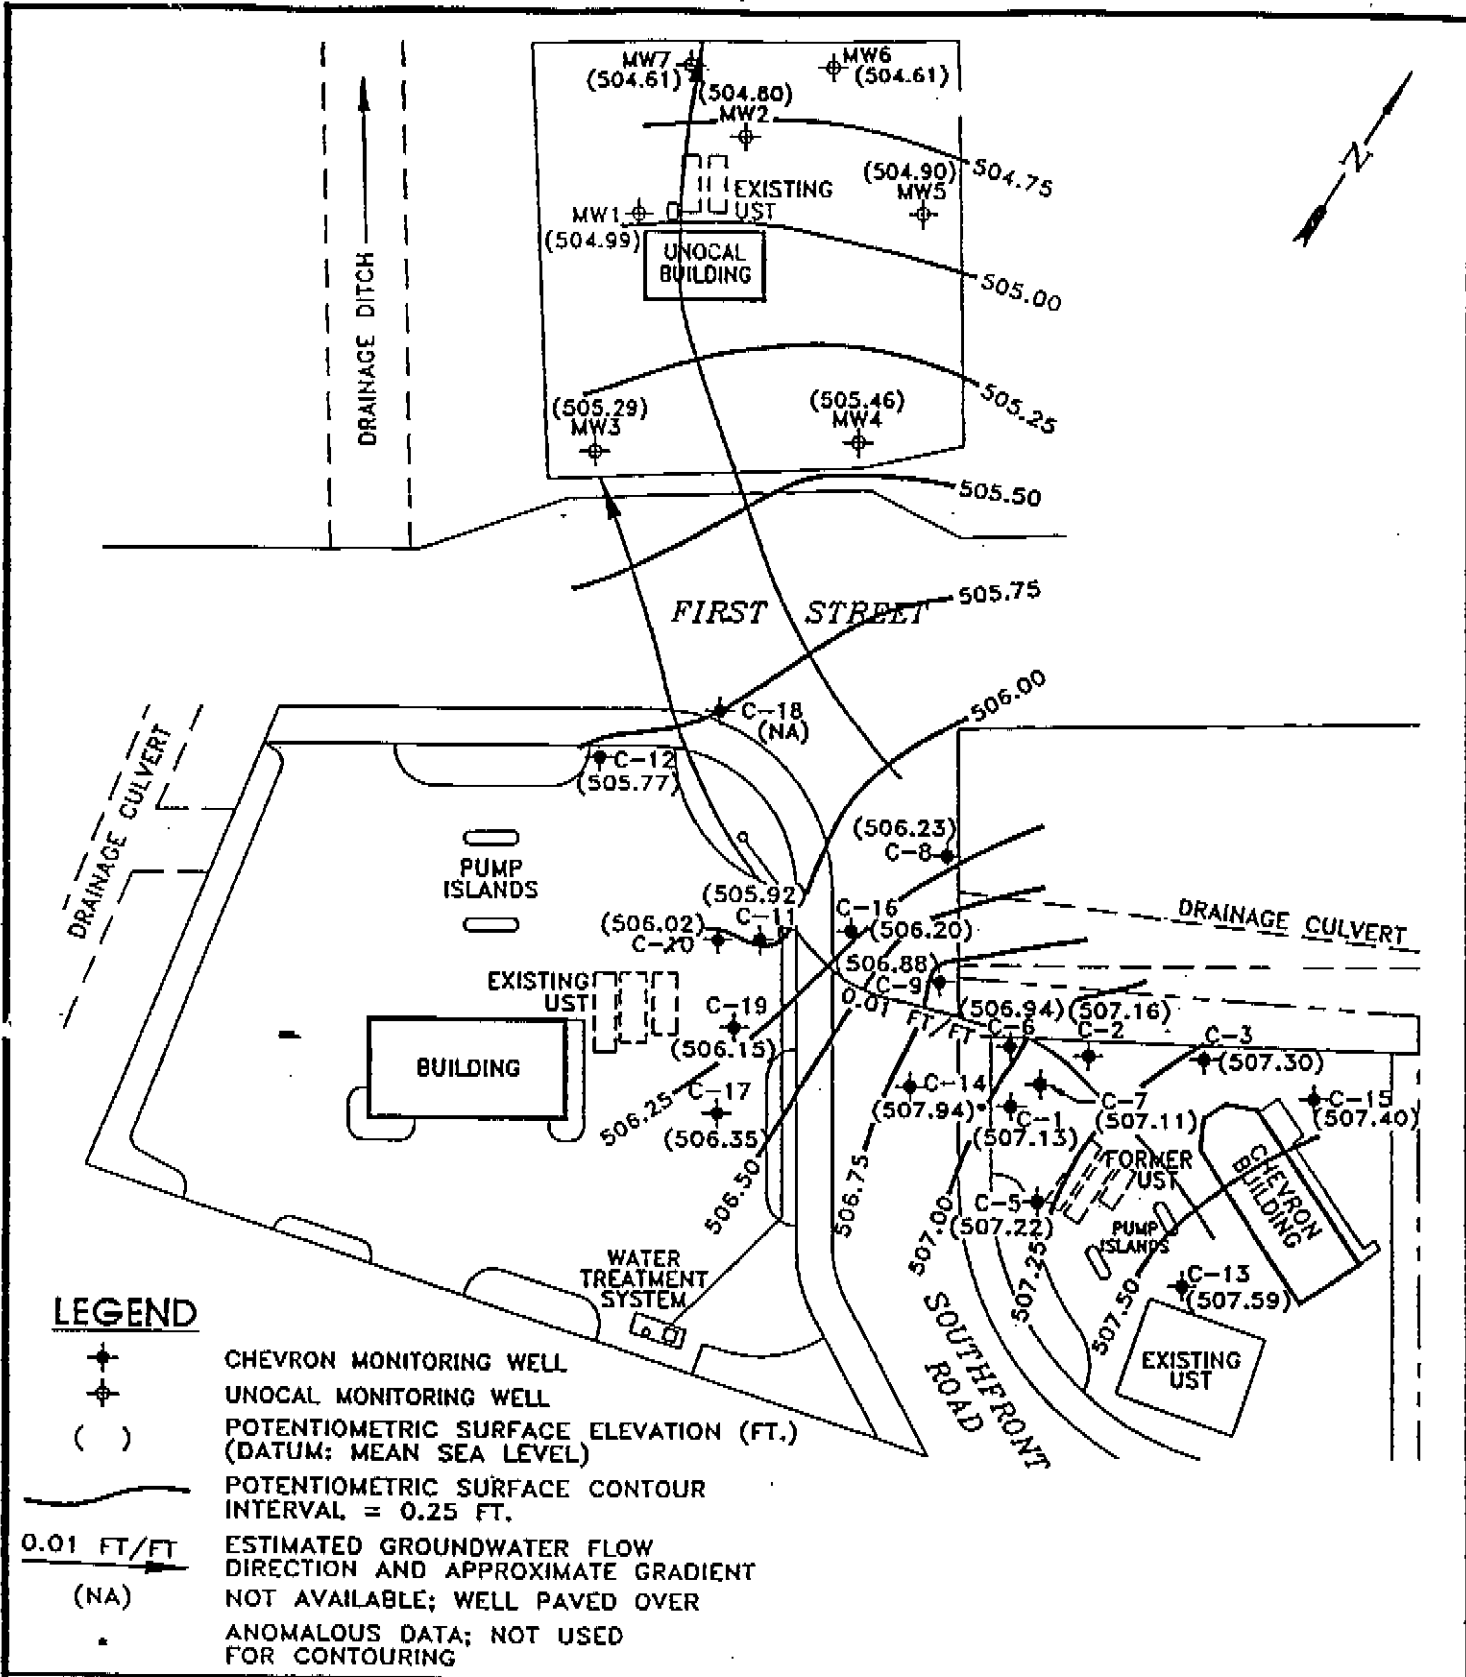 MW7
(504.61)
MW6
(504.61)
(504.80)
MW2
504.75
(504.90)
MW5
EXISTING
UST
MW1
(504.99)
UNOCAL
BUILDING
505.00
N
DRAINAGE DITCH
505.25
(505.29)
MW3
(505.46)
MW4
505.50
FIRST STREET
505.75
506.00
C-18
(NA)
C-12
(505.77)
DRAINAGE CULVERT
PUMP
ISLANDS
(506.23)
C-8
(505.92)
C-11
(506.02)
C-10
C-16
(506.20)
DRAINAGE CULVERT
(506.88)
C-9
EXISTING
UST
0.01 FT/FT
(506.94)
C-6
(507.16)
C-2
C-3
(507.30)
C-19
(506.15)
BUILDING
506.25
C-17
(506.35)
C-14
(507.94)•
C-1
(507.13)
C-7
(507.11)
C-15
(507.40)
506.50
506.75
507.00
FORMER
UST
CHEVRON
BUILDING
C-5
(507.22)
PUMP
ISLANDS
507.25
507.50
C-13
(507.59)
EXISTING
UST
WATER
TREATMENT
SYSTEM
SOUTHFRONT
ROAD
LEGEND
CHEVRON MONITORING WELL
UNOCAL MONITORING WELL
( ) POTENTIOMETRIC SURFACE ELEVATION (FT.)
(DATUM: MEAN SEA LEVEL)
POTENTIOMETRIC SURFACE CONTOUR
INTERVAL = 0.25 FT.
0.01 FT/FT ESTIMATED GROUNDWATER FLOW
DIRECTION AND APPROXIMATE GRADIENT
(NA) NOT AVAILABLE; WELL PAVED OVER
• ANOMALOUS DATA; NOT USED
FOR CONTOURING